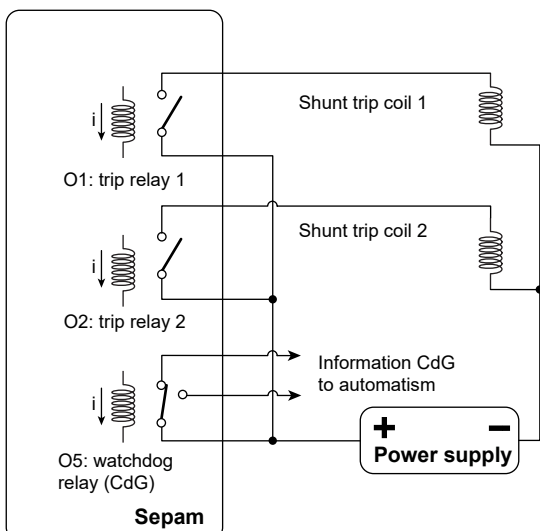 i
Shunt trip coil 1
O1: trip relay 1
i
Shunt trip coil 2
O2: trip relay 2
i
Information CdG
to automatism
O5: watchdog
relay (CdG)
+ −
Power supply
Sepam